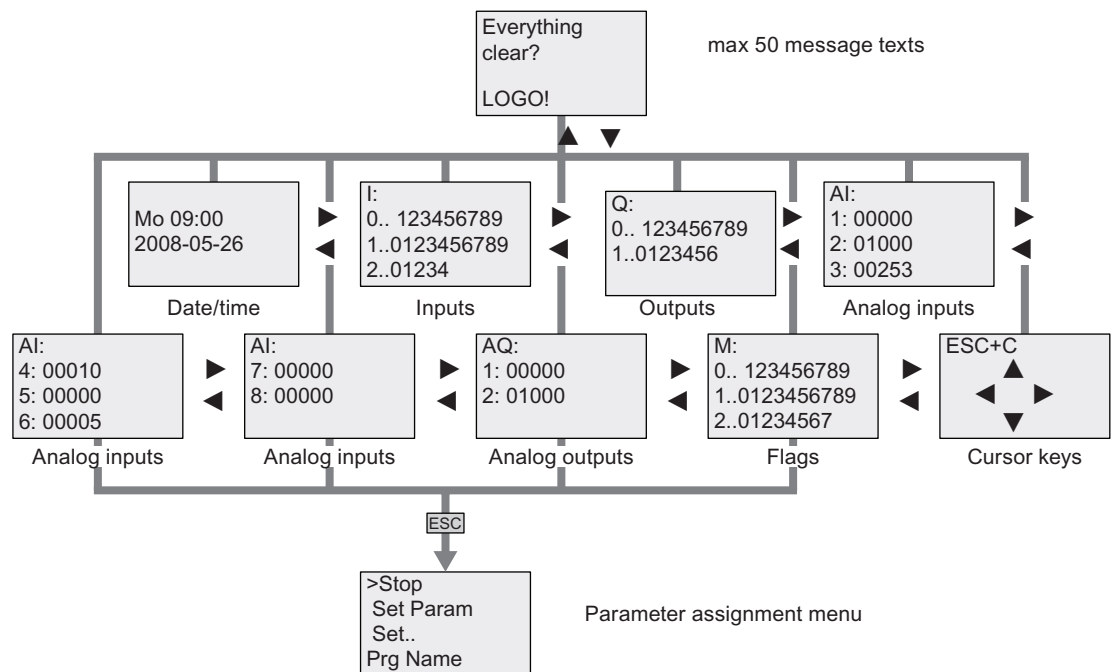 Everything
clear?
LOGO!
max 50 message texts
Mo 09:00
2008-05-26
Date/time
I:
0.. 123456789
1..0123456789
2..01234
Inputs
Q:
0.. 123456789
1..0123456
Outputs
AI:
1: 00000
2: 01000
3: 00253
Analog inputs
AI:
4: 00010
5: 00000
6: 00005
Analog inputs
AI:
7: 00000
8: 00000
Analog inputs
AQ:
1: 00000
2: 01000
Analog outputs
M:
0.. 123456789
1..0123456789
2..01234567
Flags
ESC+C
Cursor keys
ESC
>Stop
Set Param
Set..
Prg Name
Parameter assignment menu